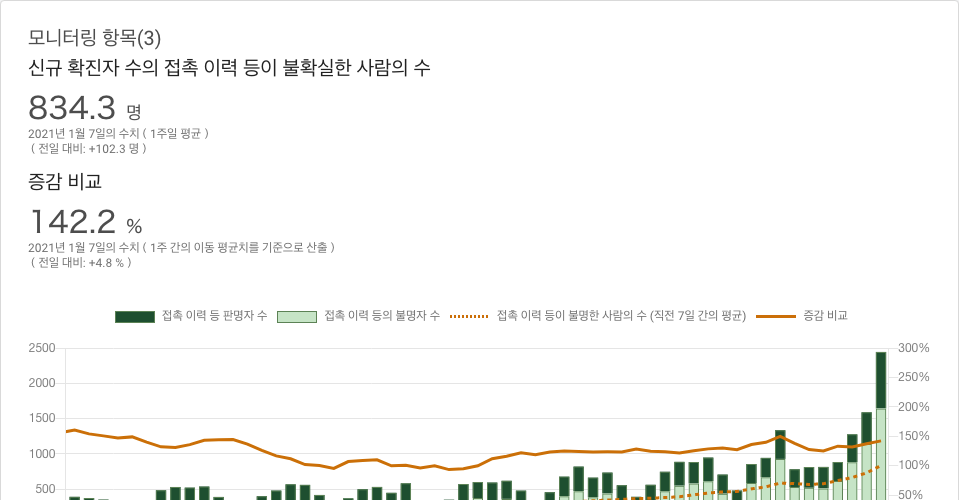 모니터링 항목(3)
신규 확진자 수의 접촉 이력 등이 불확실한 사람의 수
834.3 명
2021년 1월 7일의 수치 ( 1주일 평균 )
( 전일 대비: +102.3 명 )
증감 비교
142.2 %
2021년 1월 7일의 수치 ( 1주 간의 이동 평균치를 기준으로 산출 )
( 전일 대비: +4.8 % )
접촉 이력 등 판명자 수 접촉 이력 등의 불명자 수 접촉 이력 등이 불명한 사람의 수 (직전 7일 간의 평균) 증감 비교
2500 300%
250%
2000
200%
1500
150%
1000
100%
500
50%